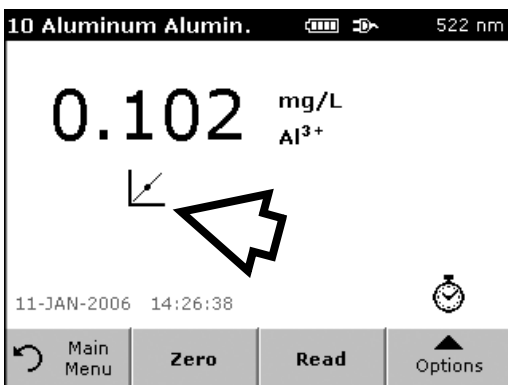 10 Aluminum Alumin. 522 nm
0.102 mg/L
Al³⁺
11-JAN-2006 14:26:38
Main Menu Zero Read Options